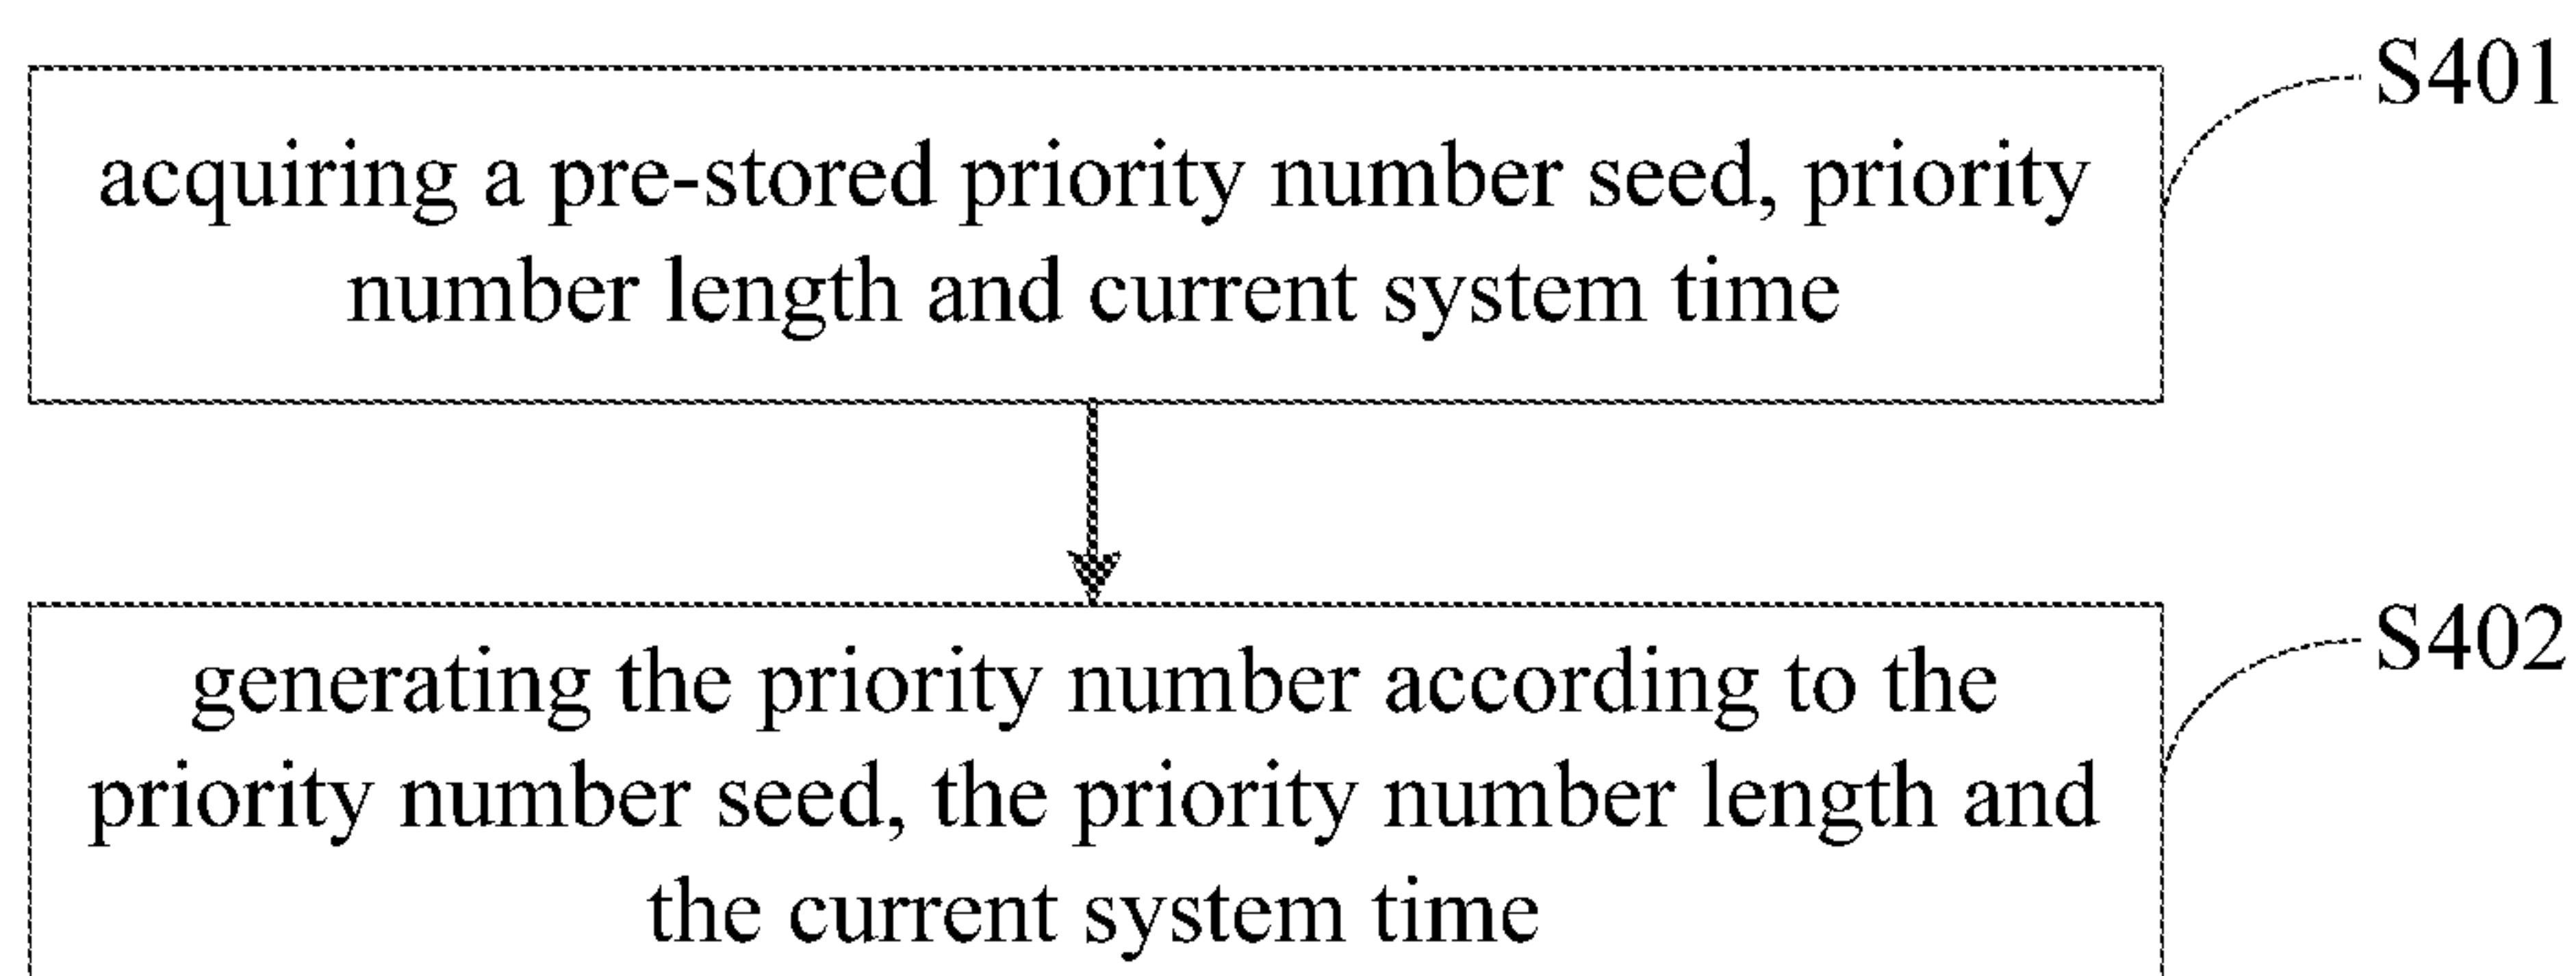 S401
acquiring a pre-stored priority number seed, priority
number length and current system time
S402
generating the priority number according to the
priority number seed, the priority number length and
the current system time